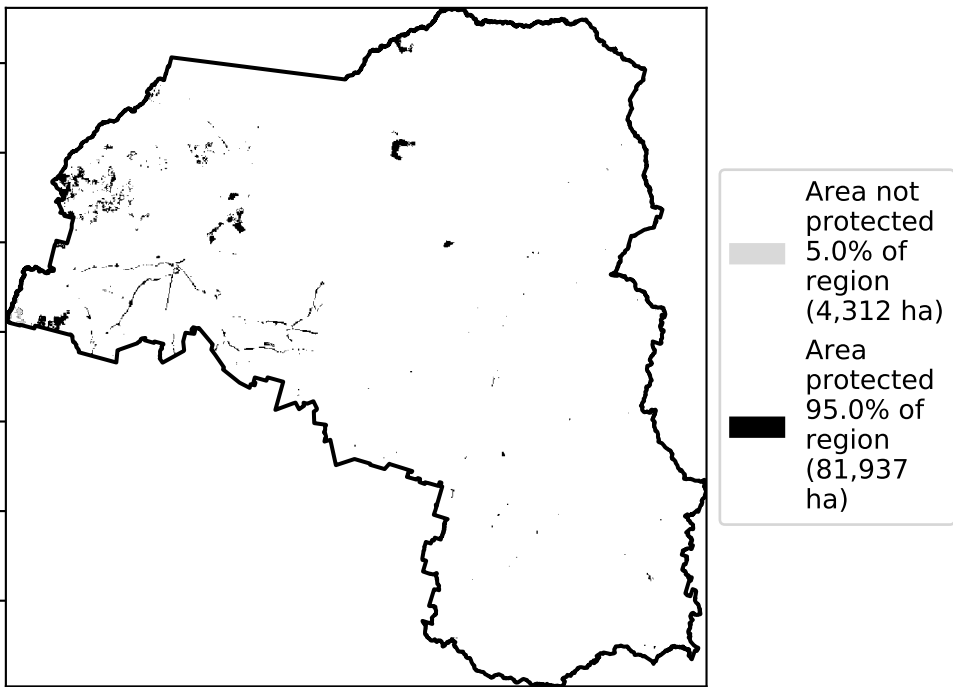 Area not
protected
5.0% of
region
(4,312 ha)
Area
protected
95.0% of
region
(81,937
ha)